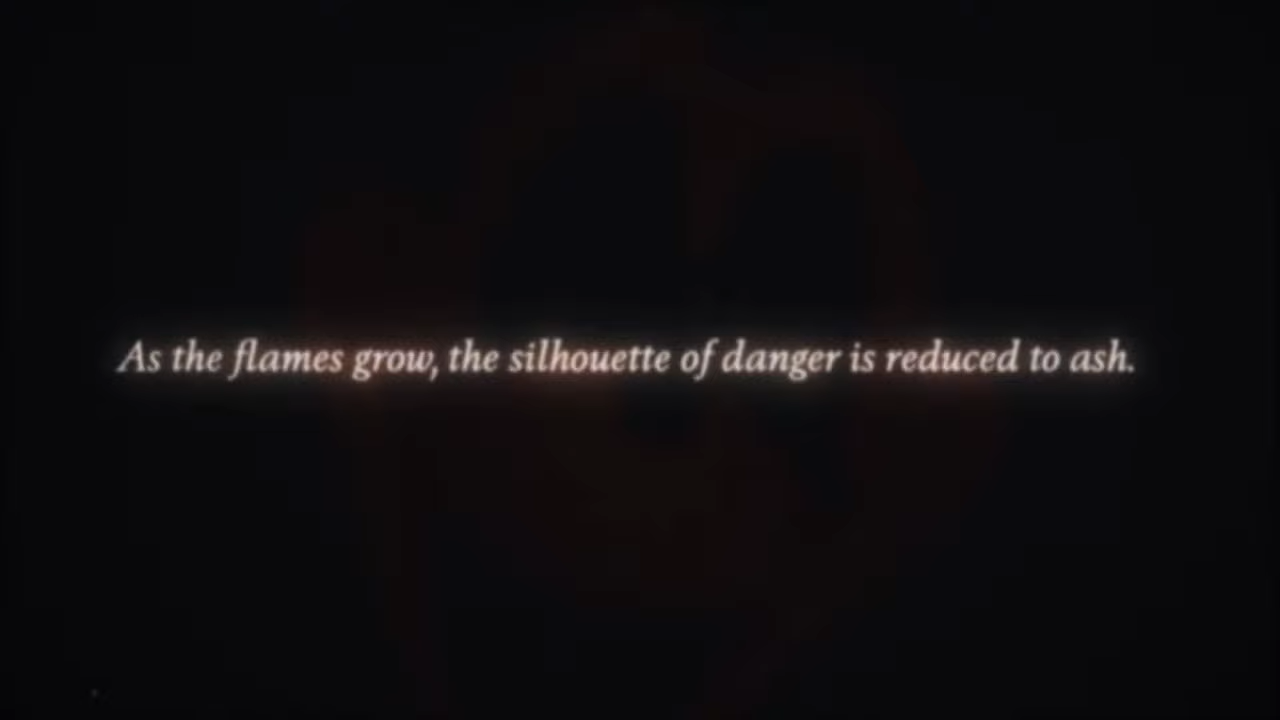 As the flames grow, the silhouette of danger is reduced to ash.